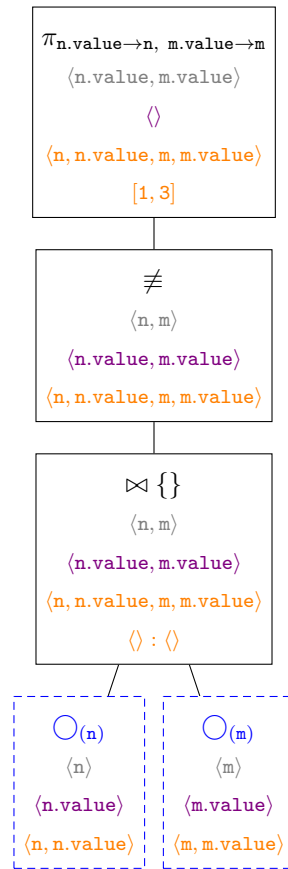 π n.value→n, m.value→m
⟨n.value, m.value⟩
⟨⟩
⟨n, n.value, m, m.value⟩
[1, 3]
≢
⟨n, m⟩
⟨n.value, m.value⟩
⟨n, n.value, m, m.value⟩
⋈ {}
⟨n, m⟩
⟨n.value, m.value⟩
⟨n, n.value, m, m.value⟩
⟨⟩ : ⟨⟩
◯(n)
⟨n⟩
⟨n.value⟩
⟨n, n.value⟩
◯(m)
⟨m⟩
⟨m.value⟩
⟨m, m.value⟩